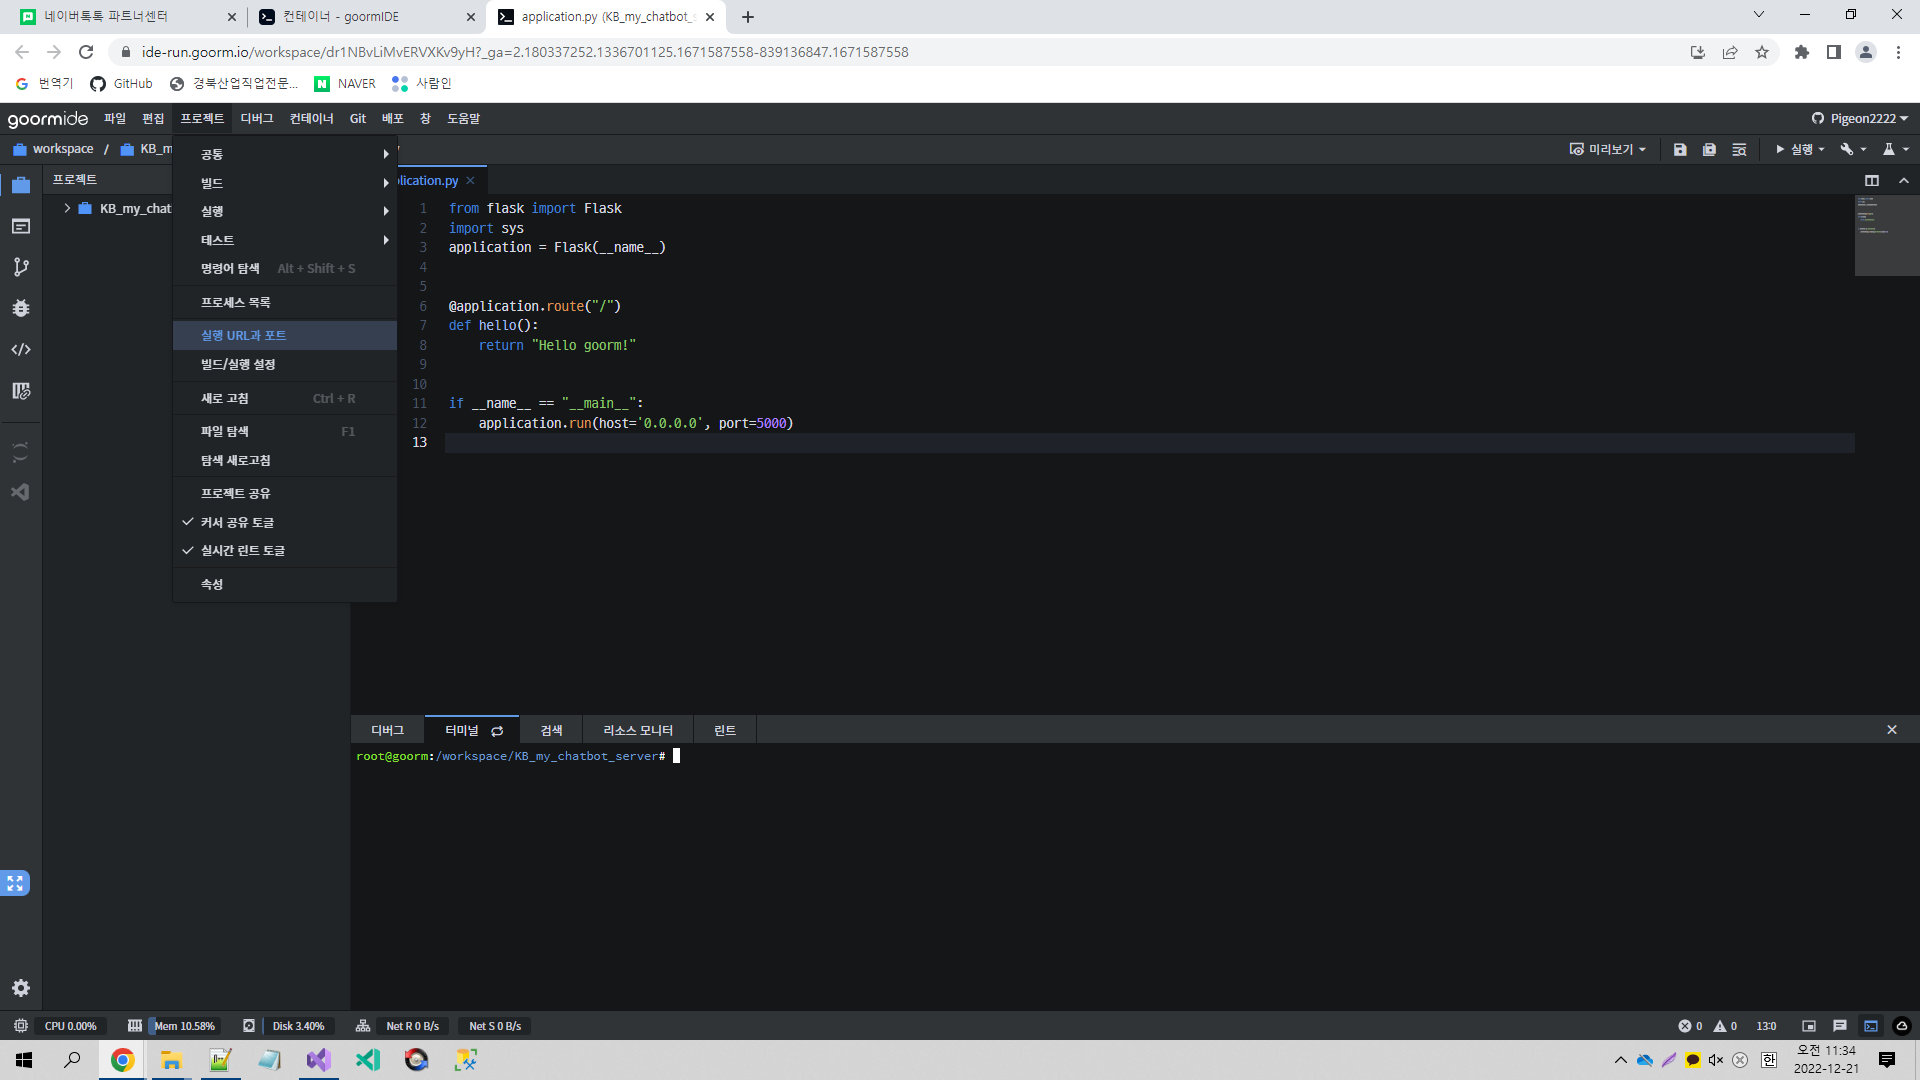 네이버톡톡 파트너센터
컨테이너 - goormIDE
application.py (KB_my_chatbot_s
ide-run.goorm.io/workspace/dr1NBvLiMvERVXKv9yH?_ga=2.180337252.1336701125.1671587558-839136847.1671587558
번역기
GitHub
경북산업직업전문...
NAVER
사람인
goormide 파일 편집 프로젝트 디버그 컨테이너 Git 배포 창 도움말
Pigeon2222
workspace / KB_m
미리보기
실행
프로젝트
KB_my_chat
공통
빌드
실행
테스트
명령어 탐색 Alt + Shift + S
프로세스 목록
실행 URL과 포트
빌드/실행 설정
새로 고침 Ctrl + R
파일 탐색 F1
탐색 새로고침
프로젝트 공유
커서 공유 토글
실시간 린트 토글
속성
plication.py
1 from flask import Flask
2 import sys
3 application = Flask(__name__)
4
5
6 @application.route("/")
7 def hello():
8 return "Hello goorm!"
9
10
11 if __name__ == "__main__":
12 application.run(host='0.0.0.0', port=5000)
13
디버그 터미널 검색 리소스 모니터 린트
root@goorm:/workspace/KB_my_chatbot_server#
CPU 0.00% Mem 10.58% Disk 3.40% Net R 0 B/s Net S 0 B/s
0 0 13:0
한
오전 11:34
2022-12-21